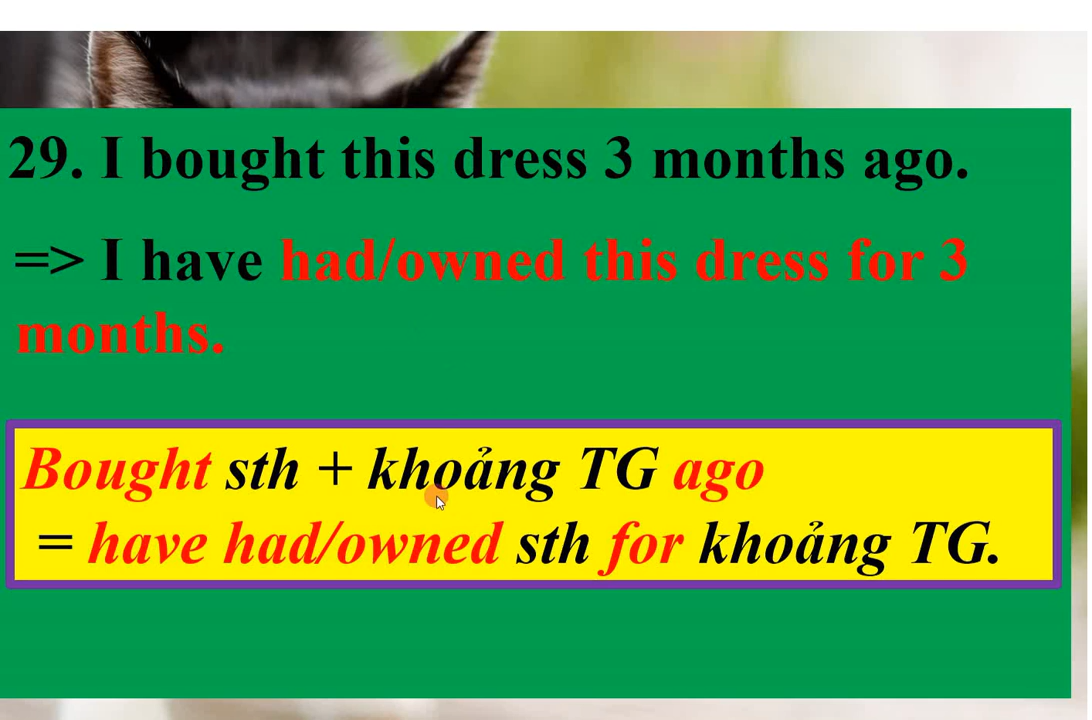 29. I bought this dress 3 months ago.
=> I have had/owned this dress for 3
months.
Bought sth + khoảng TG ago
= have had/owned sth for khoảng TG.